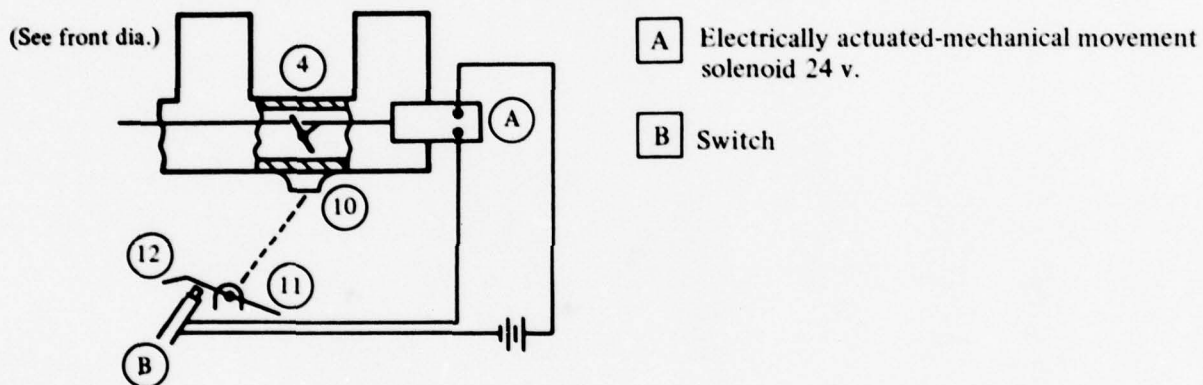 (See front dia.)
4
A
10
12
11
B
A Electrically actuated-mechanical movement
solenoid 24 v.
B Switch